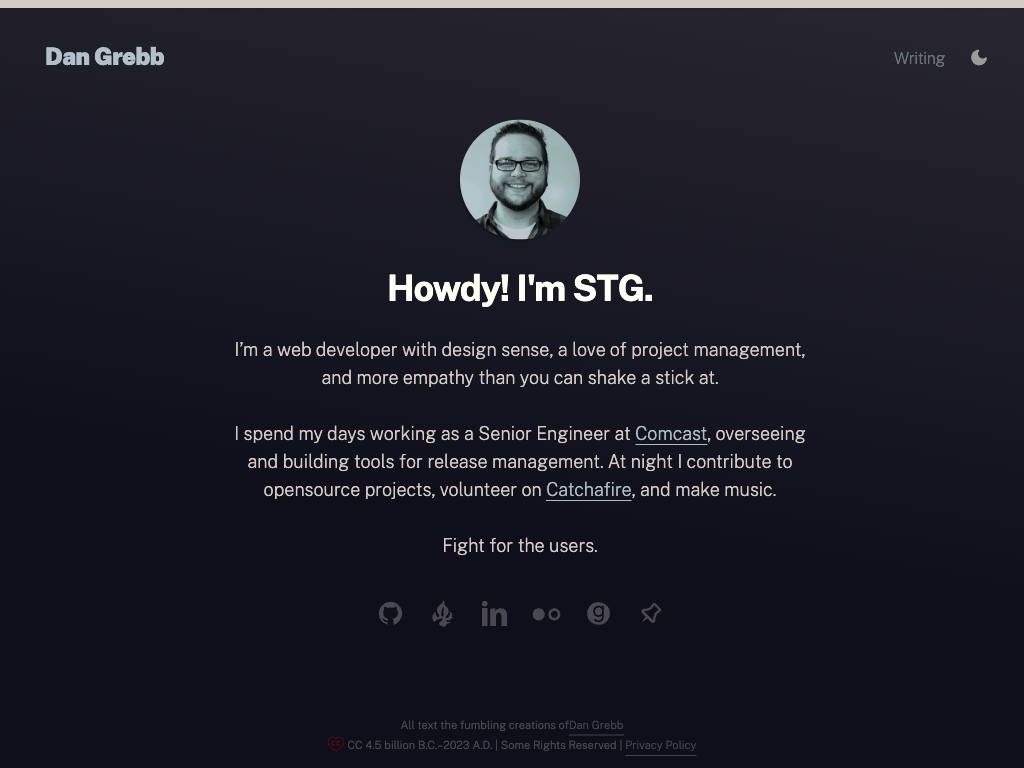 Dan Grebb
Writing
Howdy! I'm STG.
I’m a web developer with design sense, a love of project management,
and more empathy than you can shake a stick at.
I spend my days working as a Senior Engineer at Comcast, overseeing
and building tools for release management. At night I contribute to
opensource projects, volunteer on Catchafire, and make music.
Fight for the users.
All text the fumbling creations ofDan Grebb
CC 4.5 billion B.C.–2023 A.D. | Some Rights Reserved | Privacy Policy